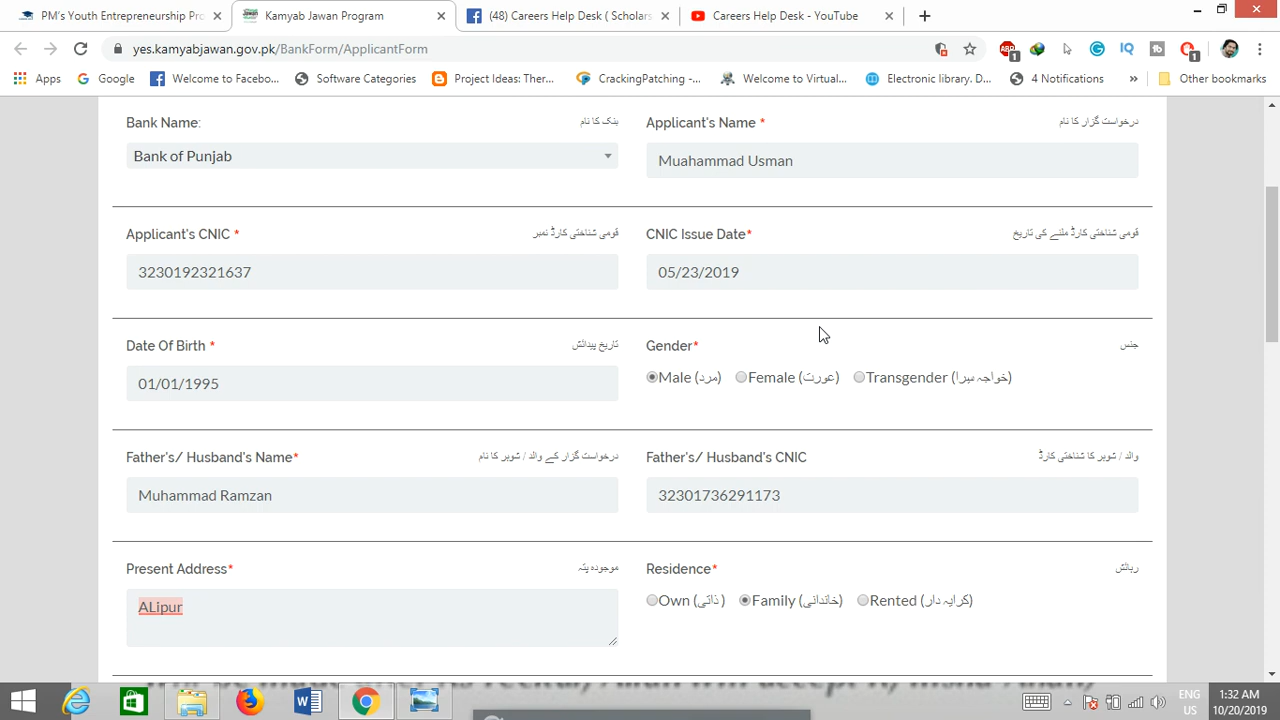 PM's Youth Entrepreneurship Pro
Kamyab Jawan Program
(48) Careers Help Desk ( Scholars
Careers Help Desk - YouTube
yes.kamyabjawan.gov.pk/BankForm/ApplicantForm
Apps
Google
Welcome to Facebo...
Software Categories
Project Ideas: Ther...
CrackingPatching -...
Welcome to Virtual...
Electronic library. D...
4 Notifications
Other bookmarks
Bank Name:
بنک کا نام
Applicant's Name *
درخواست گزار کا نام
Bank of Punjab
Muahammad Usman
Applicant's CNIC *
قومی شناختی کارڈ نمبر
CNIC Issue Date*
قومی شناختی کارڈ ملنے کی تاریخ
3230192321637
05/23/2019
Date Of Birth *
تاریخ پیدائش
Gender*
جنس
01/01/1995
Male (مرد) Female (عورت) Transgender (خواجہ سرا)
Father's/ Husband's Name*
درخواست گزار کے والد / شوہر کا نام
Father's/ Husband's CNIC
والد / شوہر کا شناختی کارڈ
Muhammad Ramzan
32301736291173
Present Address*
موجودہ پتہ
Residence*
رہائش
ALipur
Own (ذاتی) Family (خاندانی) Rented (کرایہ دار)
ENG
US
1:32 AM
10/20/2019